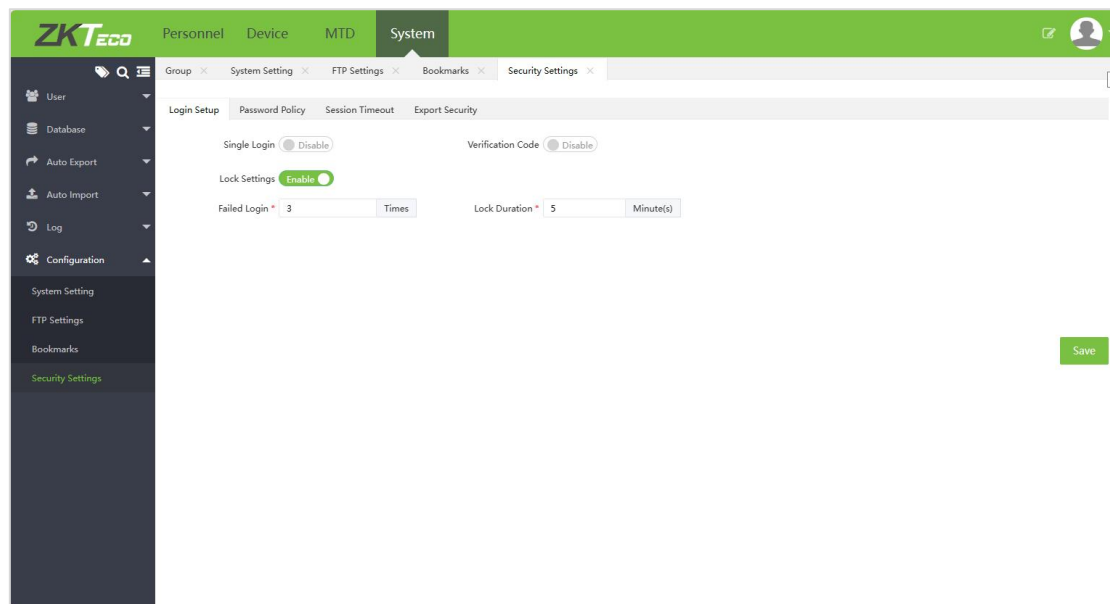 ZKTeco
Personnel Device MTD System
Group System Setting FTP Settings Bookmarks Security Settings
User
Database
Auto Export
Auto Import
Log
Configuration
System Setting
FTP Settings
Bookmarks
Security Settings
Login Setup Password Policy Session Timeout Export Security
Single Login Disable Verification Code Disable
Lock Settings Enable
Failed Login * 3 Times Lock Duration * 5 Minute(s)
Save